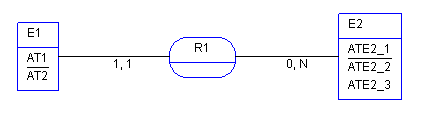 E1
AT1
AT2
1, 1
R1
0, N
E2
ATE2_1
ATE2_2
ATE2_3